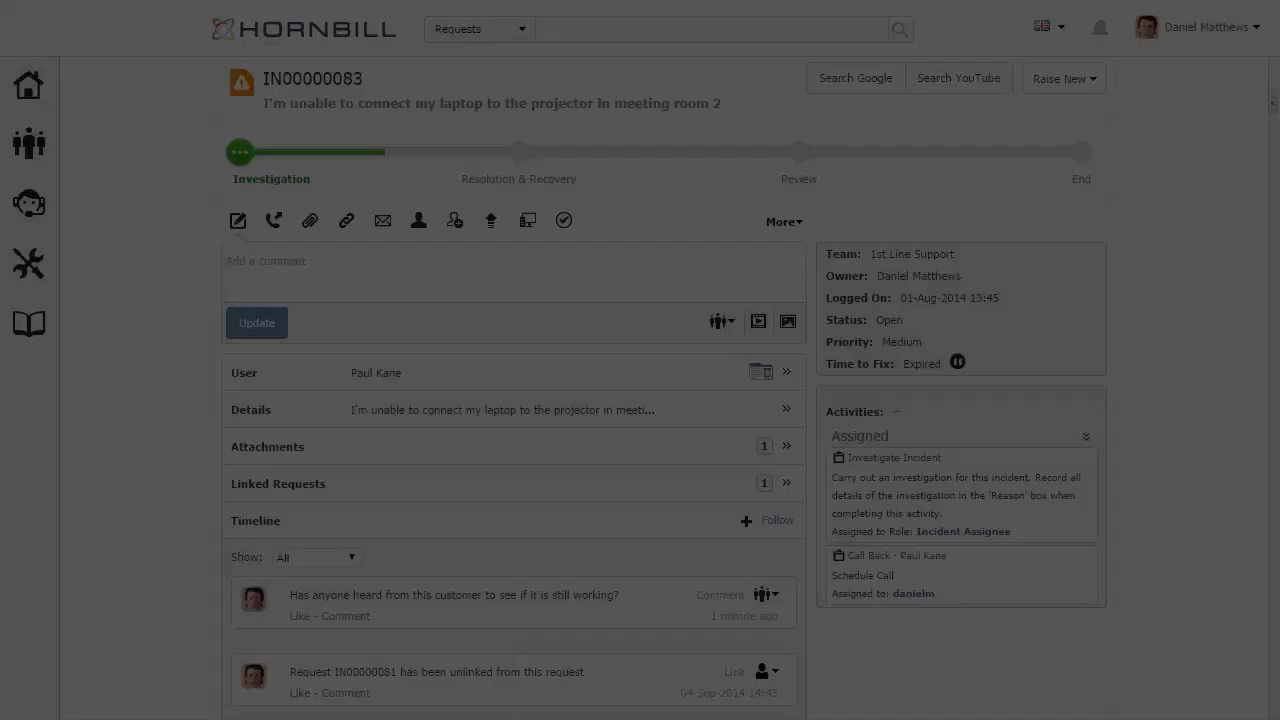 HORNBILL
Requests
Daniel Matthews
IN00000083
I'm unable to connect my laptop to the projector in meeting room 2
Search Google
Search YouTube
Raise New
Investigation
Resolution & Recovery
Review
End
More
Add a comment
Update
Team: 1st Line Support
Owner: Daniel Matthews
Logged On: 01-Aug-2014 13:45
Status: Open
Priority: Medium
Time to Fix: Expired
User Paul Kane
Details I'm unable to connect my laptop to the projector in meeti...
Attachments 1
Linked Requests 1
Timeline Follow
Show: All
Has anyone heard from this customer to see if it is still working? Comment
Like - Comment 1 minute ago
Request IN00000081 has been unlinked from this request Link
Like - Comment 04-Sep-2014 14:43
Activities:
Assigned
Investigate Incident
Carry out an investigation for this incident. Record all
details of the investigation in the 'Reason' box when
completing this activity.
Assigned to Role: Incident Assignee
Call Back - Paul Kane
Schedule Call
Assigned to: danielm